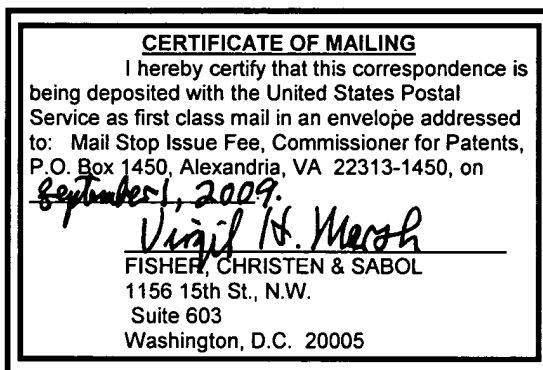 CERTIFICATE OF MAILING
I hereby certify that this correspondence is
being deposited with the United States Postal
Service as first class mail in an envelope addressed
to: Mail Stop Issue Fee, Commissioner for Patents,
P.O. Box 1450, Alexandria, VA 22313-1450, on
September 1, 2009.
Virgil H. Marsh
FISHER, CHRISTEN & SABOL
1156 15th St., N.W.
Suite 603
Washington, D.C. 20005